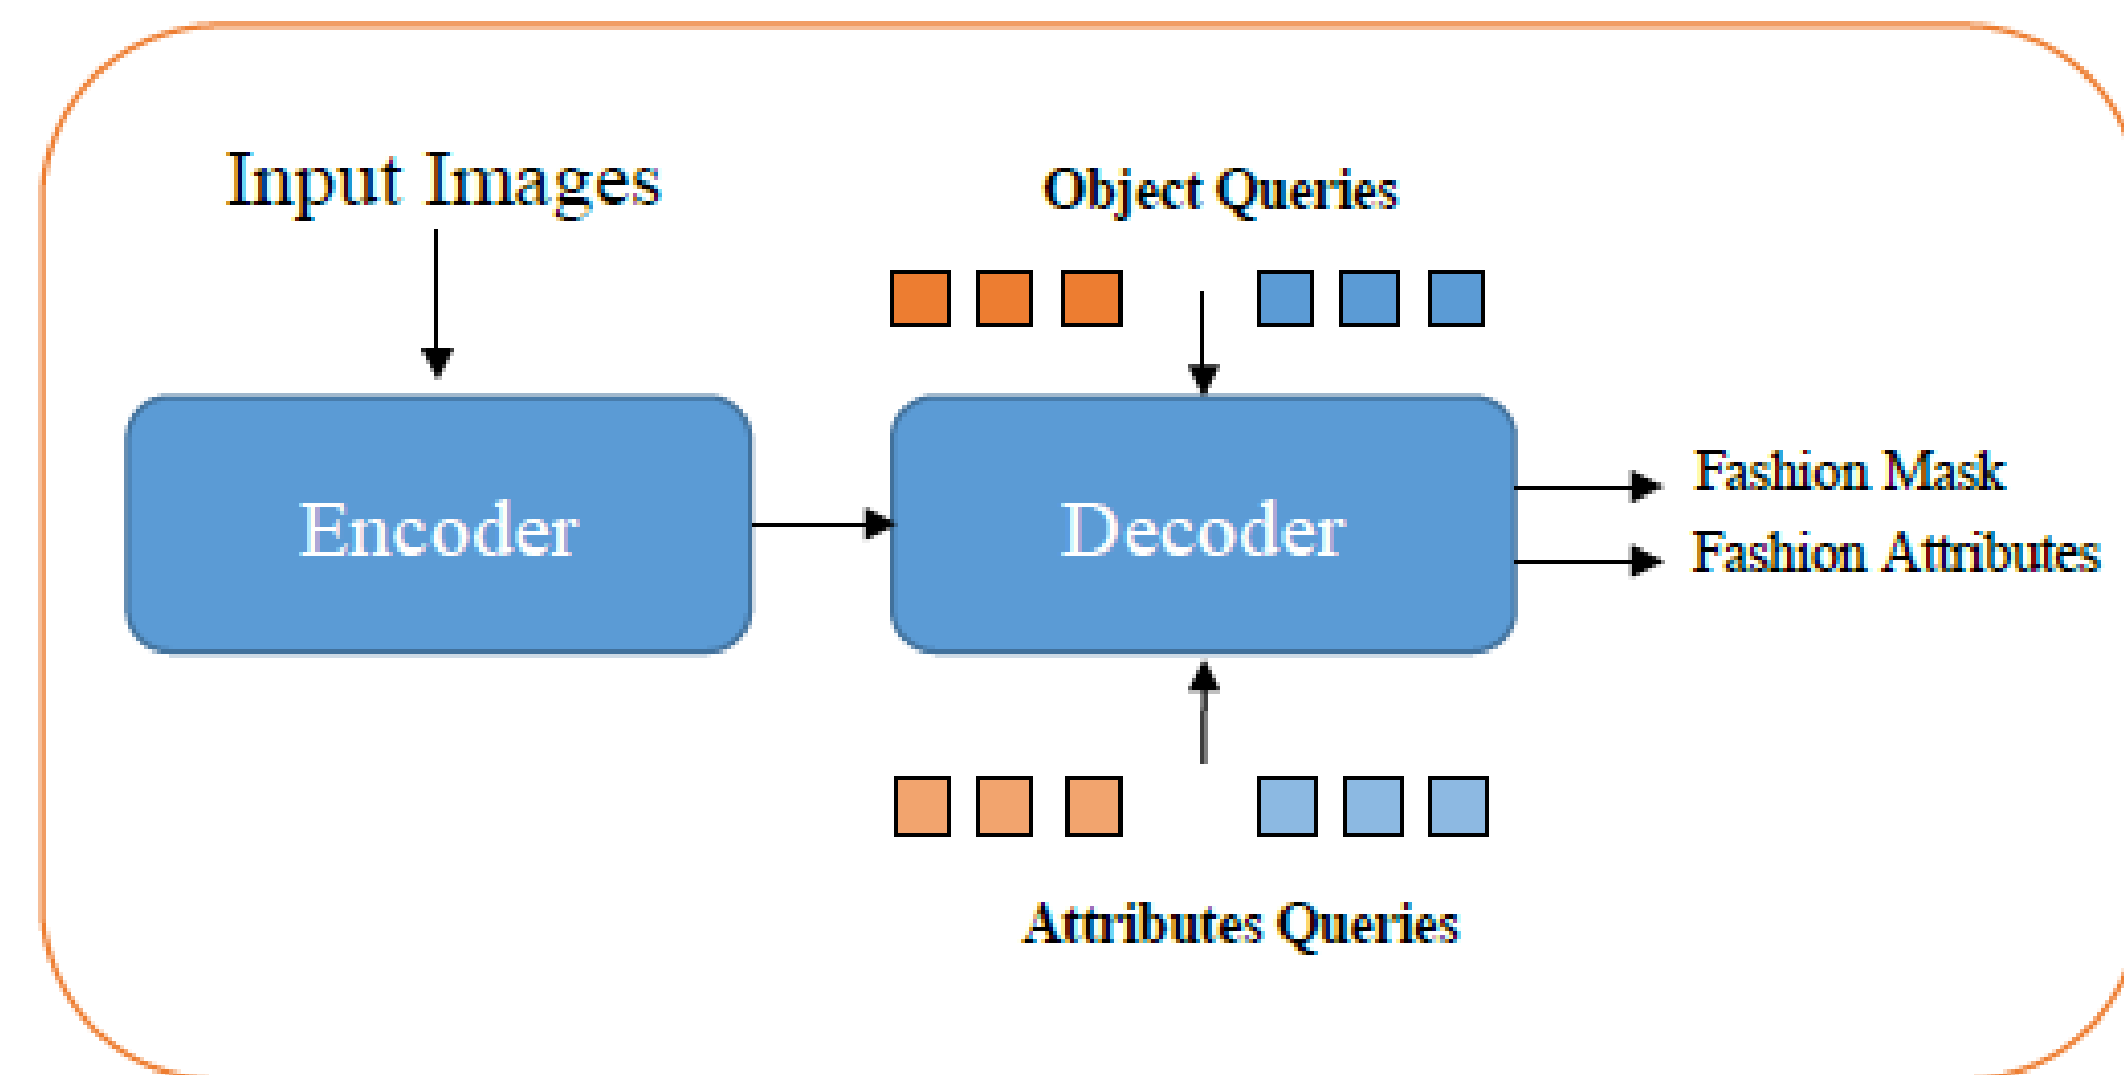 Input Images
Object Queries
Encoder
Decoder
Fashion Mask
Fashion Attributes
Attributes Queries